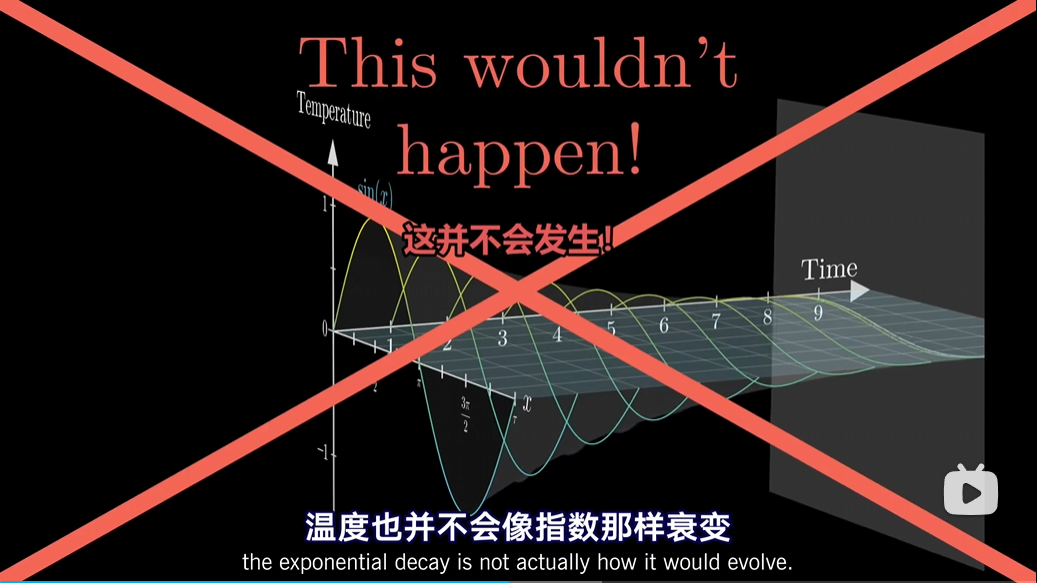 This wouldn't
happen!
Temperature
sin(x)
1
这并不会发生!
Time
0
1
2
3
4
5
6
7
8
9
x
3π
2
-1
温度也并不会像指数那样衰变
the exponential decay is not actually how it would evolve.